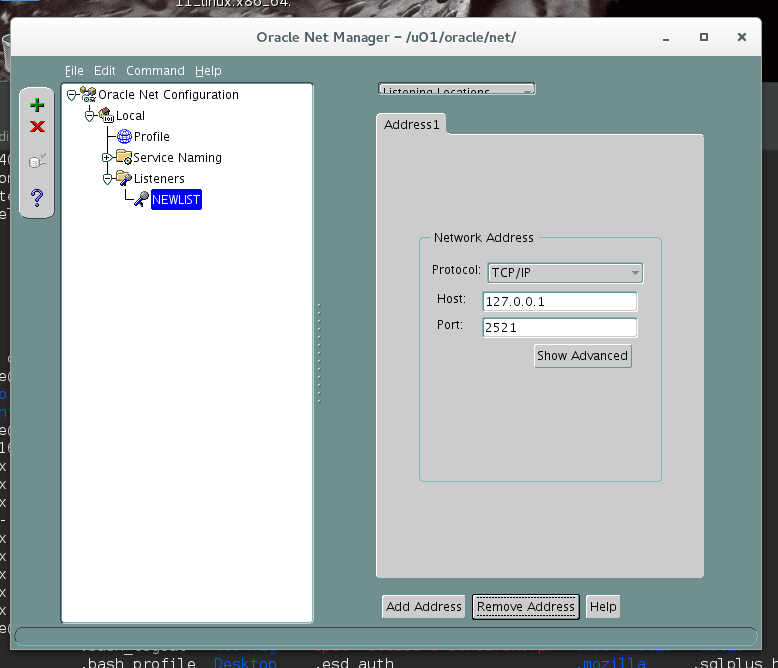 11_linux.x86_64.
Oracle Net Manager – /u01/oracle/net/
File Edit Command Help
Oracle Net Configuration
Local
Profile
Service Naming
Listeners
NEWLIST
Listening Locations
Address1
Network Address
Protocol: TCP/IP
Host: 127.0.0.1
Port: 2521
Show Advanced
Add Address Remove Address Help
.bash_profile Desktop .esd_auth .mozilla .sqlplus